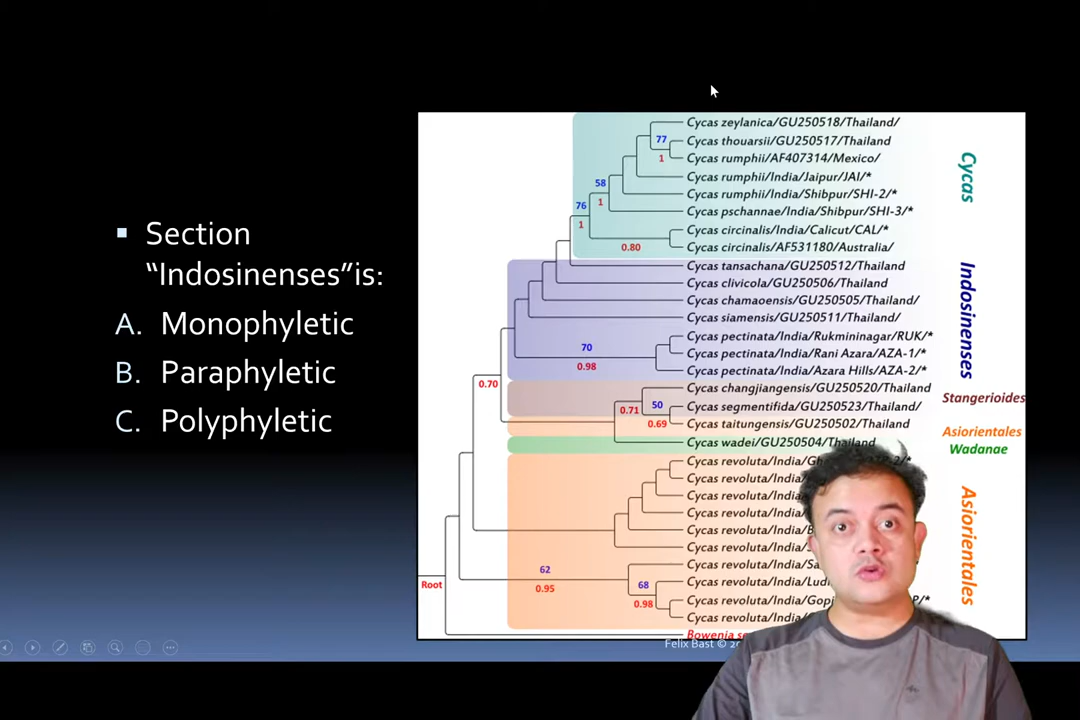 Section
“Indosinenses”is:
A. Monophyletic
B. Paraphyletic
C. Polyphyletic
Cycas zeylanica/GU250518/Thailand/
Cycas thouarsii/GU250517/Thailand
Cycas rumphii/AF407314/Mexico/
Cycas rumphii/India/Jaipur/JAI/*
Cycas rumphii/India/Shibpur/SHI-2/*
Cycas pschannae/India/Shibpur/SHI-3/*
Cycas circinalis/India/Calicut/CAL/*
Cycas circinalis/AF531180/Australia/
Cycas tansachana/GU250512/Thailand
Cycas clivicola/GU250506/Thailand
Cycas chamaoensis/GU250505/Thailand/
Cycas siamensis/GU250511/Thailand/
Cycas pectinata/India/Rukmininagar/RUK/*
Cycas pectinata/India/Rani Azara/AZA-1/*
Cycas pectinata/India/Azara Hills/AZA-2/*
Cycas changjiangensis/GU250520/Thailand
Cycas segmentifida/GU250523/Thailand/
Cycas taitungensis/GU250502/Thailand
Cycas wadei/GU250504/Thailand
Cycas revoluta/India/
Cycas revoluta/India/
Cycas revoluta/India/
Cycas revoluta/India/
Cycas revoluta/India/
Cycas revoluta/India/
Cycas revoluta/India/
Cycas revoluta/India/
Cycas revoluta/India/
Cycas revoluta/India/
Bowenia
77
1
58
1
76
1
0.80
70
0.98
0.70
50
0.71
0.69
62
0.95
68
0.98
Root
Cycas
Indosinenses
Stangerioides
Asiorientales
Wadanae
Asiorientales
Felix Bast ©